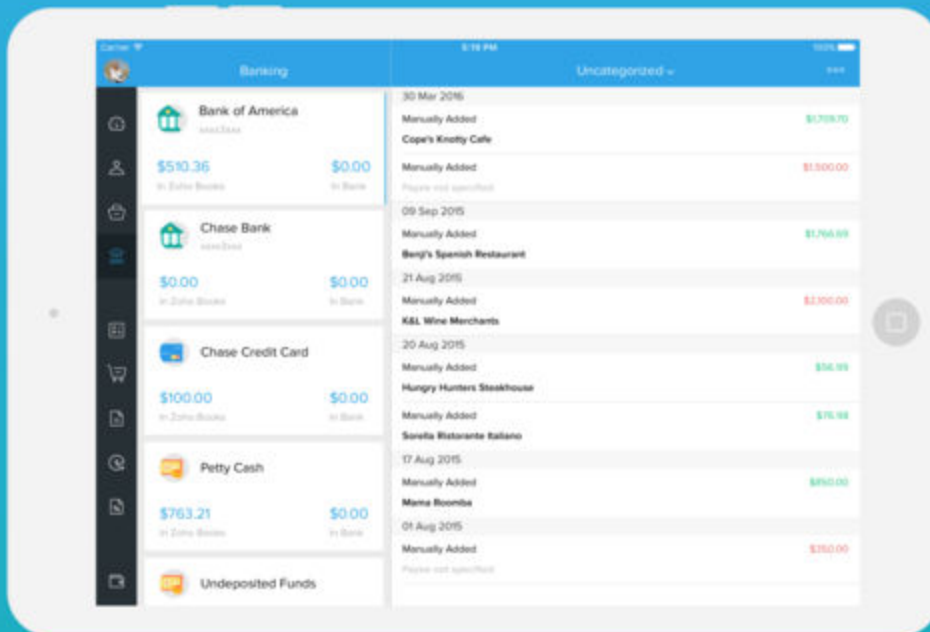 Carrier
5:19 PM
100%
Banking
Uncategorized
Bank of America
$510.36
$0.00
In Zoho Books
In Bank
Chase Bank
$0.00
$0.00
In Zoho Books
In Bank
Chase Credit Card
$100.00
$0.00
In Zoho Books
In Bank
Petty Cash
$763.21
$0.00
In Zoho Books
In Bank
Undeposited Funds
30 Mar 2016
Manually Added
$1,709.70
Cope's Knotty Cafe
Manually Added
$1,500.00
Payee not specified
09 Sep 2015
Manually Added
$1,766.69
Benji's Spanish Restaurant
21 Aug 2015
Manually Added
$2,100.00
K&L Wine Merchants
20 Aug 2015
Manually Added
Hungry Hunters Steakhouse
Manually Added
$76.98
Sorella Ristorante Italiano
17 Aug 2015
Manually Added
$850.00
Mama Roomba
01 Aug 2015
Manually Added
$350.00
Payee not specified